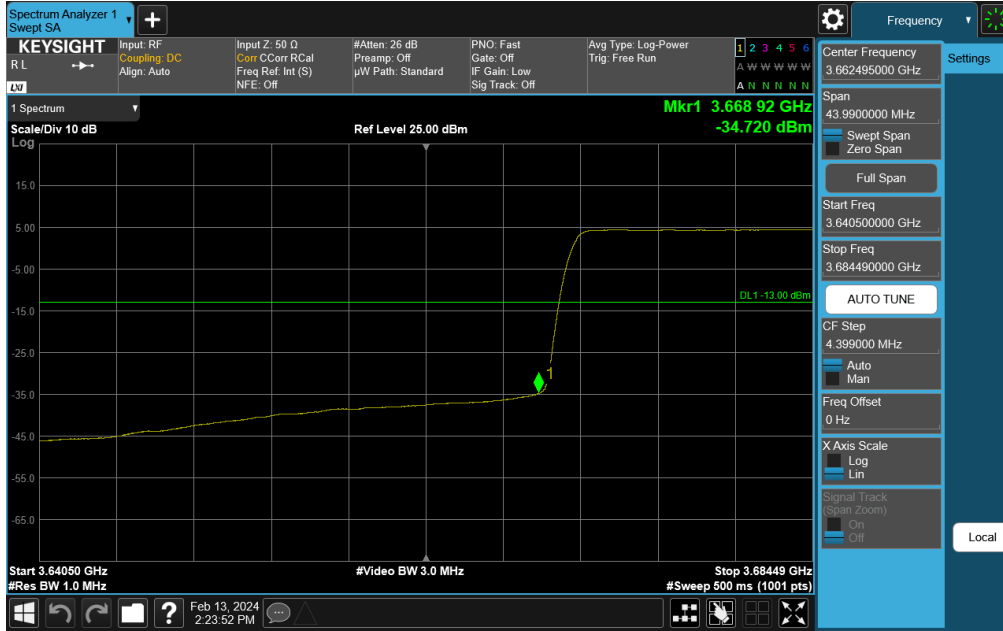 Spectrum Analyzer 1
Swept SA
Frequency
KEYSIGHT
R L
LXI
Input: RF
Coupling: DC
Align: Auto
Input Z: 50 Ω
Corr CCorr RCal
Freq Ref: Int (S)
NFE: Off
#Atten: 26 dB
Preamp: Off
µW Path: Standard
PNO: Fast
Gate: Off
IF Gain: Low
Sig Track: Off
Avg Type: Log-Power
Trig: Free Run
1 2 3 4 5 6
A W W W W W
A N N N N N
1 Spectrum
Scale/Div 10 dB
Log
Ref Level 25.00 dBm
Mkr1 3.668 92 GHz
-34.720 dBm
15.0
5.00
-5.00
-15.0
-25.0
-35.0
-45.0
-55.0
-65.0
DL1 -13.00 dBm
1
Start 3.64050 GHz
#Res BW 1.0 MHz
#Video BW 3.0 MHz
Stop 3.68449 GHz
#Sweep 500 ms (1001 pts)
Center Frequency
3.662495000 GHz
Settings
Span
43.9900000 MHz
Swept Span
Zero Span
Full Span
Start Freq
3.640500000 GHz
Stop Freq
3.684490000 GHz
AUTO TUNE
CF Step
4.399000 MHz
Auto
Man
Freq Offset
0 Hz
X Axis Scale
Log
Lin
Signal Track
(Span Zoom)
On
Off
Local
?
Feb 13, 2024
2:23:52 PM